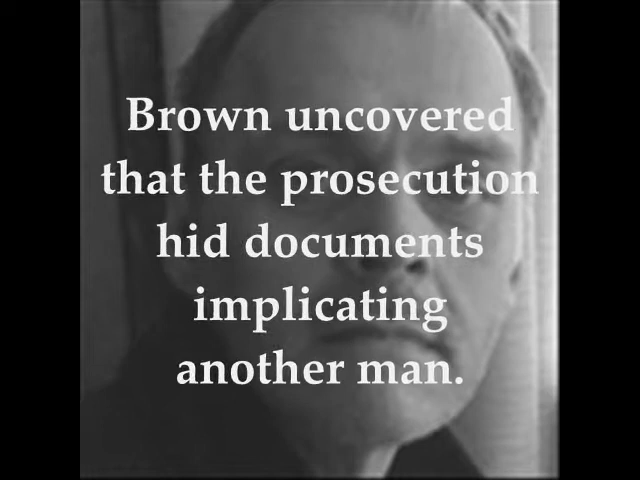 Brown uncovered
that the prosecution
hid documents
implicating
another man.